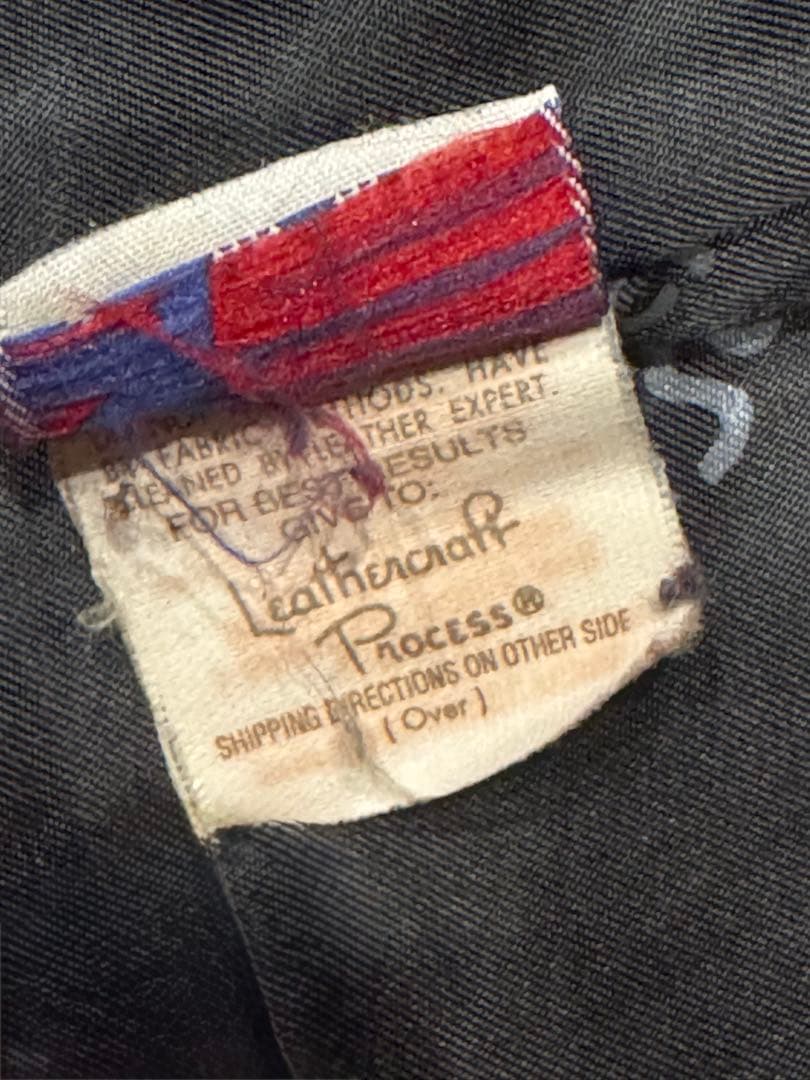 METHODS. HAVE
FABRIC
CLEANED BY LEATHER EXPERT.
FOR BEST RESULTS
GIVE TO:
Leathercraft
Process®
SHIPPING DIRECTIONS ON OTHER SIDE
(Over)